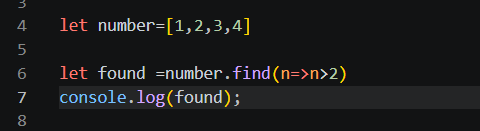 3
4 let number=[1,2,3,4]
5
6 let found =number.find(n=>n>2)
7 console.log(found);
8